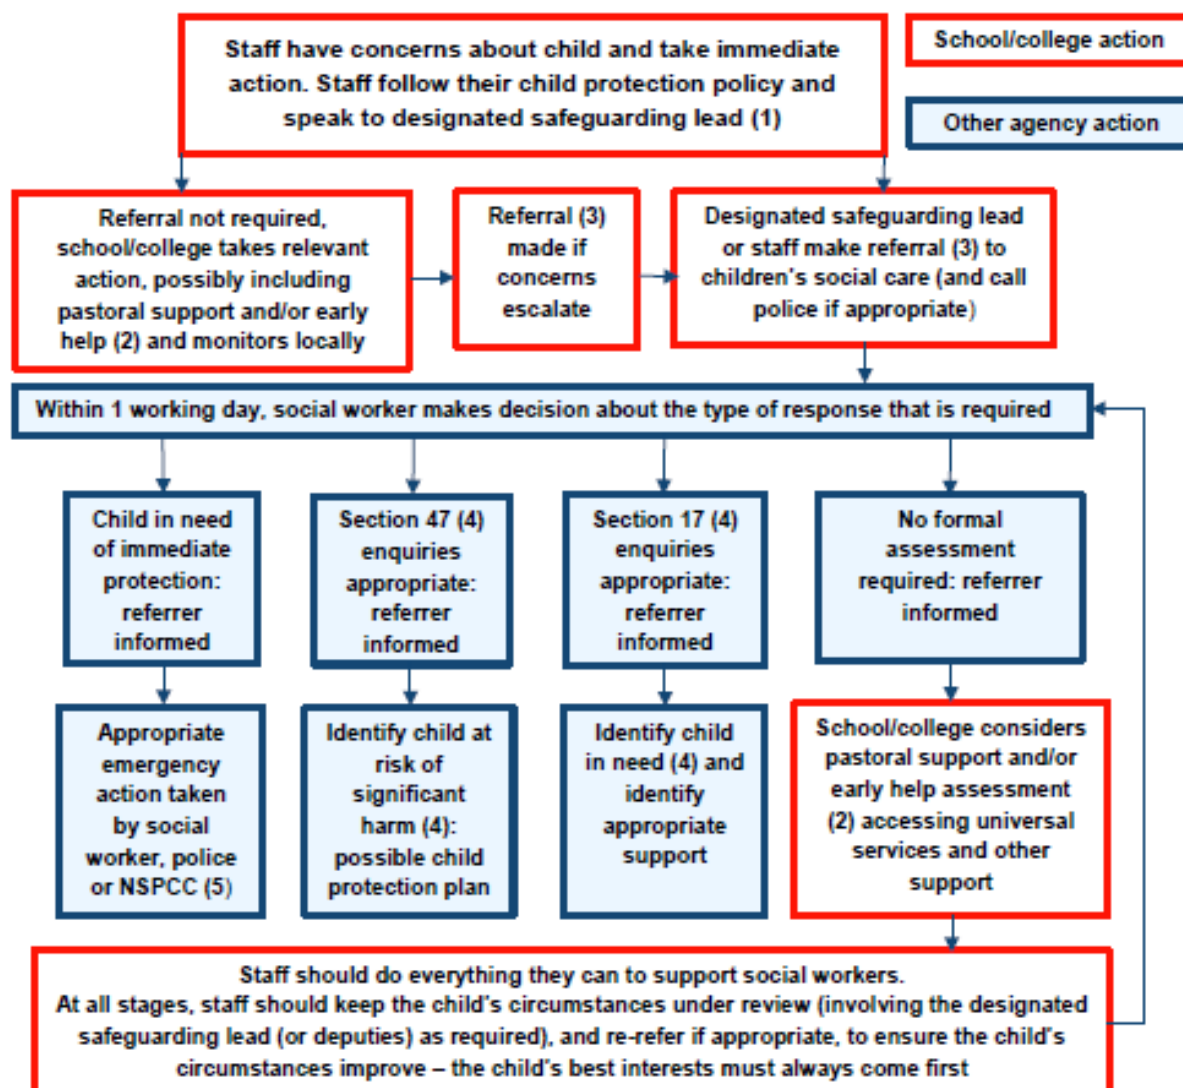 Staff have concerns about child and take immediate
action. Staff follow their child protection policy and
speak to designated safeguarding lead (1)
School/college action
Other agency action
Referral not required,
school/college takes relevant
action, possibly including
pastoral support and/or early
help (2) and monitors locally
Referral (3)
made if
concerns
escalate
Designated safeguarding lead
or staff make referral (3) to
children's social care (and call
police if appropriate)
Within 1 working day, social worker makes decision about the type of response that is required
Child in need
of immediate
protection:
referrer
informed
Section 47 (4)
enquiries
appropriate:
referrer
informed
Section 17 (4)
enquiries
appropriate:
referrer
informed
No formal
assessment
required: referrer
informed
Appropriate
emergency
action taken
by social
worker, police
or NSPCC (5)
Identify child at
risk of
significant
harm (4):
possible child
protection plan
Identify child
in need (4) and
identify
appropriate
support
School/college considers
pastoral support and/or
early help assessment
(2) accessing universal
services and other
support
Staff should do everything they can to support social workers.
At all stages, staff should keep the child's circumstances under review (involving the designated
safeguarding lead (or deputies) as required), and re-refer if appropriate, to ensure the child's
circumstances improve – the child's best interests must always come first